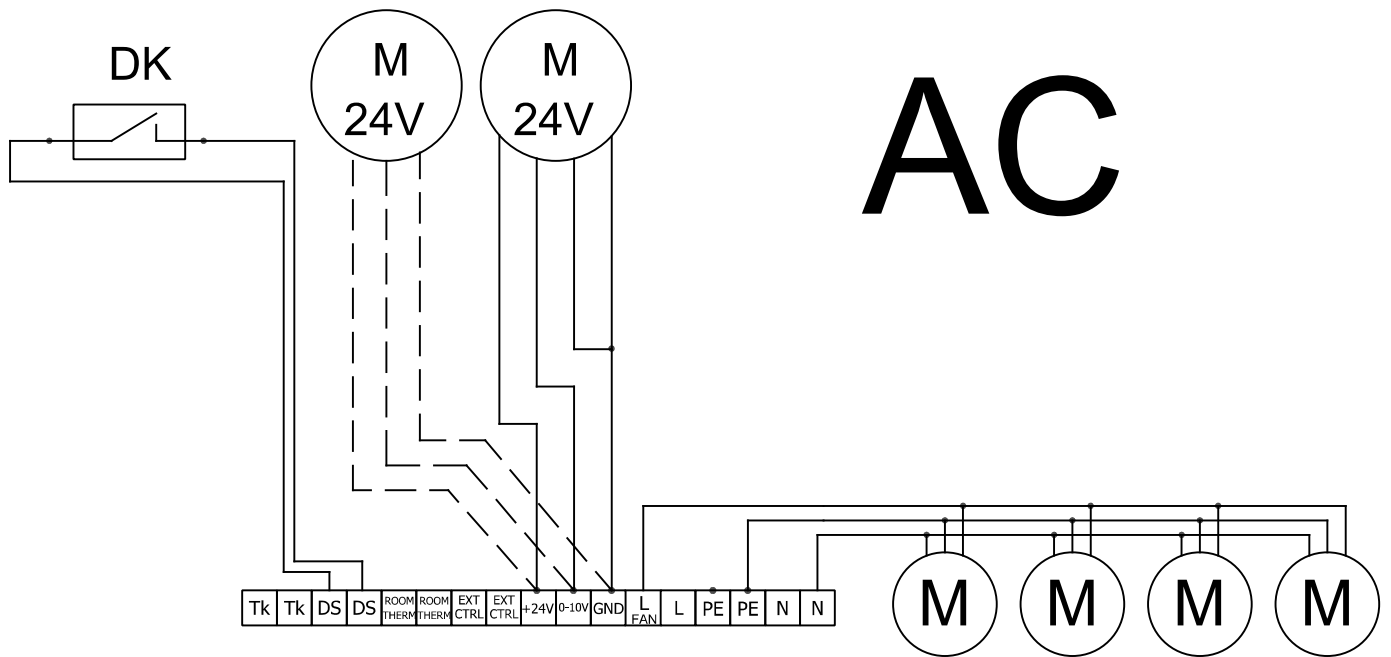 DK
M
24V
M
24V
AC
Tk
Tk
DS
DS
ROOM
THERM
ROOM
THERM
EXT
CTRL
EXT
CTRL
+24V
0-10V
GND
L
FAN
L
PE
PE
N
N
M
M
M
M